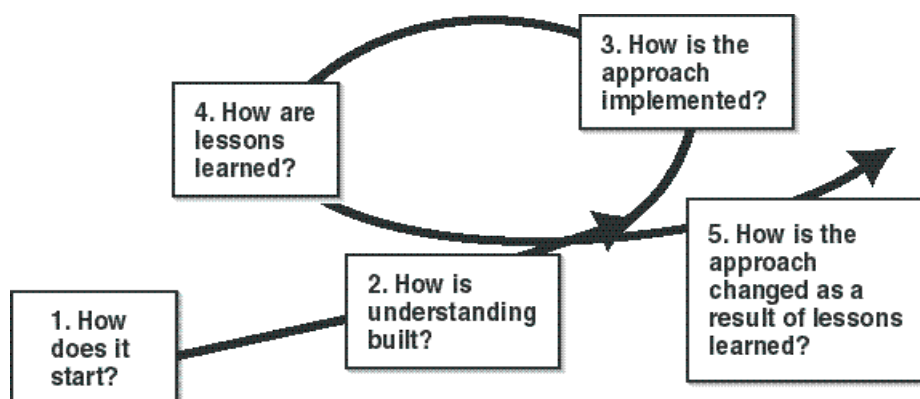 1. How
does it
start?
2. How is
understanding
built?
3. How is the
approach
implemented?
4. How are
lessons
learned?
5. How is the
approach
changed as a
result of lessons
learned?